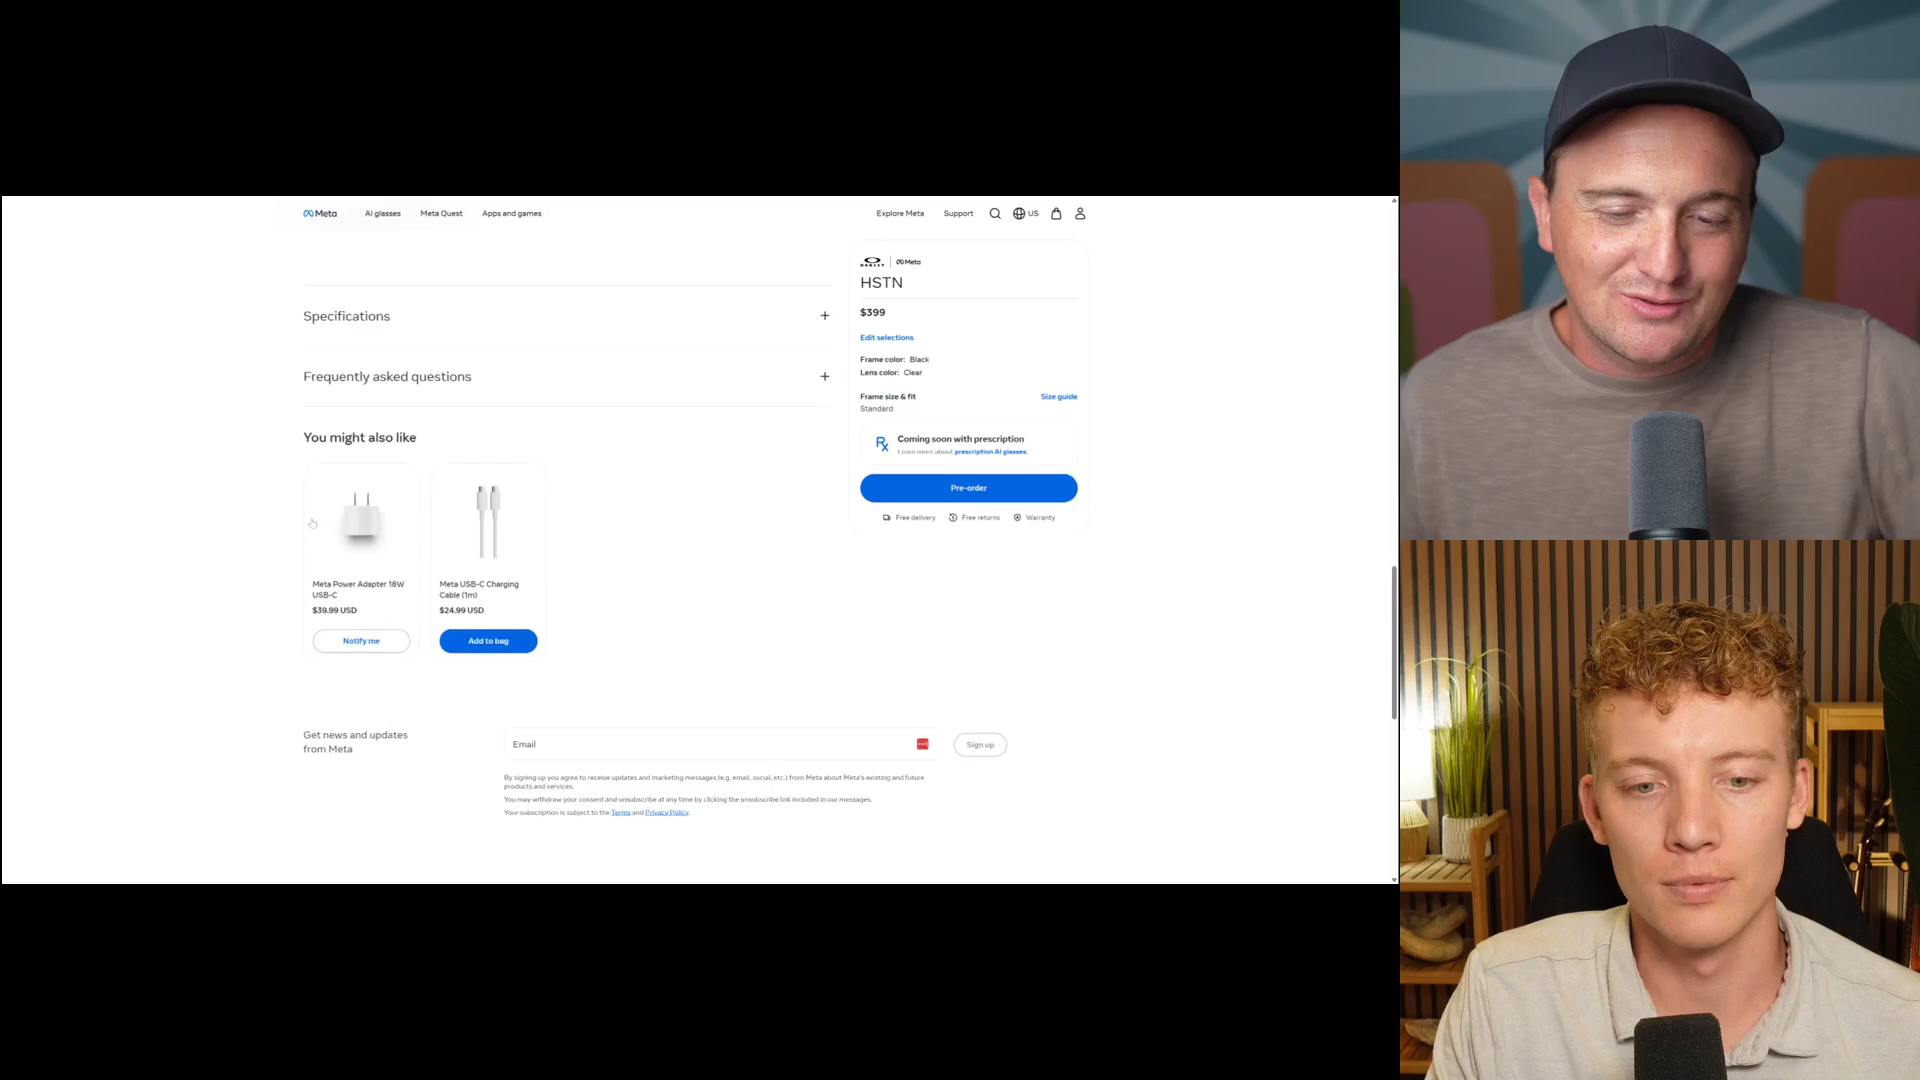 Meta
AI glasses
Meta Quest
Apps and games
Explore Meta
Support
US
OAKLEY
Meta
HSTN
$399
Edit selections
Frame color: Black
Lens color: Clear
Frame size & fit
Size guide
Standard
Rx
Coming soon with prescription
Learn more about prescription AI glasses.
Pre-order
Free delivery
Free returns
Warranty
Specifications
Frequently asked questions
You might also like
Meta Power Adapter 18W
USB-C
$39.99 USD
Notify me
Meta USB-C Charging
Cable (1m)
$24.99 USD
Add to bag
Get news and updates
from Meta
Email
Sign up
By signing up you agree to receive updates and marketing messages (e.g. email, social, etc.) from Meta about Meta's existing and future
products and services.
You may withdraw your consent and unsubscribe at any time by clicking the unsubscribe link included in our messages.
Your subscription is subject to the Terms and Privacy Policy.